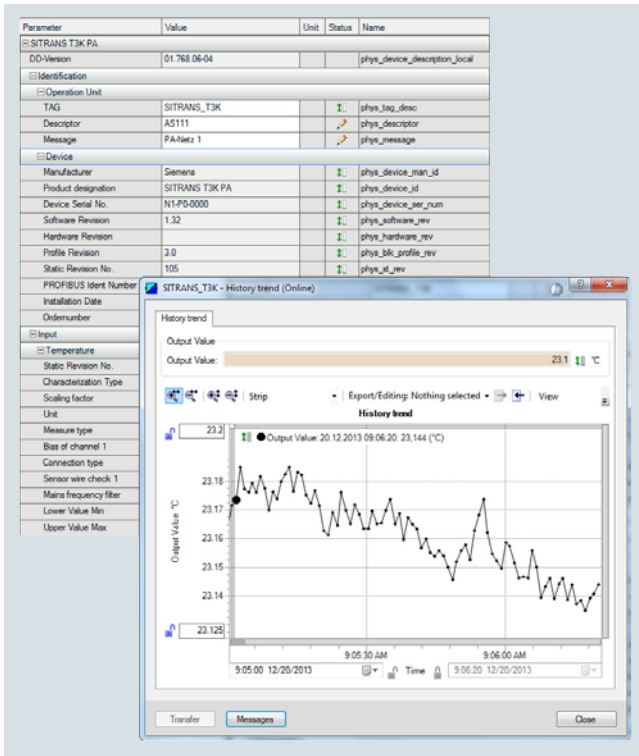 Parameter Value Unit Status Name
SITRANS T3K PA
DD-Version 01.768.06-04 phys_device_description_local
Identification
Operation Unit
TAG SITRANS_T3K phys_tag_desc
Descriptor AS111 phys_descriptor
Message PA-Netz 1 phys_message
Device
Manufacturer Siemens phys_device_man_id
Product designation SITRANS T3K PA phys_device_id
Device Serial No. N1-P0-0000 phys_device_ser_num
Software Revision 1.32 phys_software_rev
Hardware Revision phys_hardware_rev
Profile Revision 3.0 phys_blk_profile_rev
Static Revision No. 105 phys_st_rev
PROFIBUS Ident Number
Installation Date
Ordernumber
Input
Temperature
Static Revision No.
Characterization Type
Scaling factor
Unit
Measure type
Bias of channel 1
Connection type
Sensor wire check 1
Mains frequency filter
Lower Value Min
Upper Value Max
SITRANS_T3K - History trend (Online)
History trend
Output Value
Output Value: 23.1 °C
Strip Export/Editing: Nothing selected View
History trend
23.2
Output Value: 20.12.2013 09:06:20: 23,144 (°C)
23.18
23.17
23.16
23.15
23.14
23.125
Output Value °C
9:05:30 AM 9:06:00 AM
9:05:00 12/20/2013 Time 9:06:20 12/20/2013
Transfer Messages Close